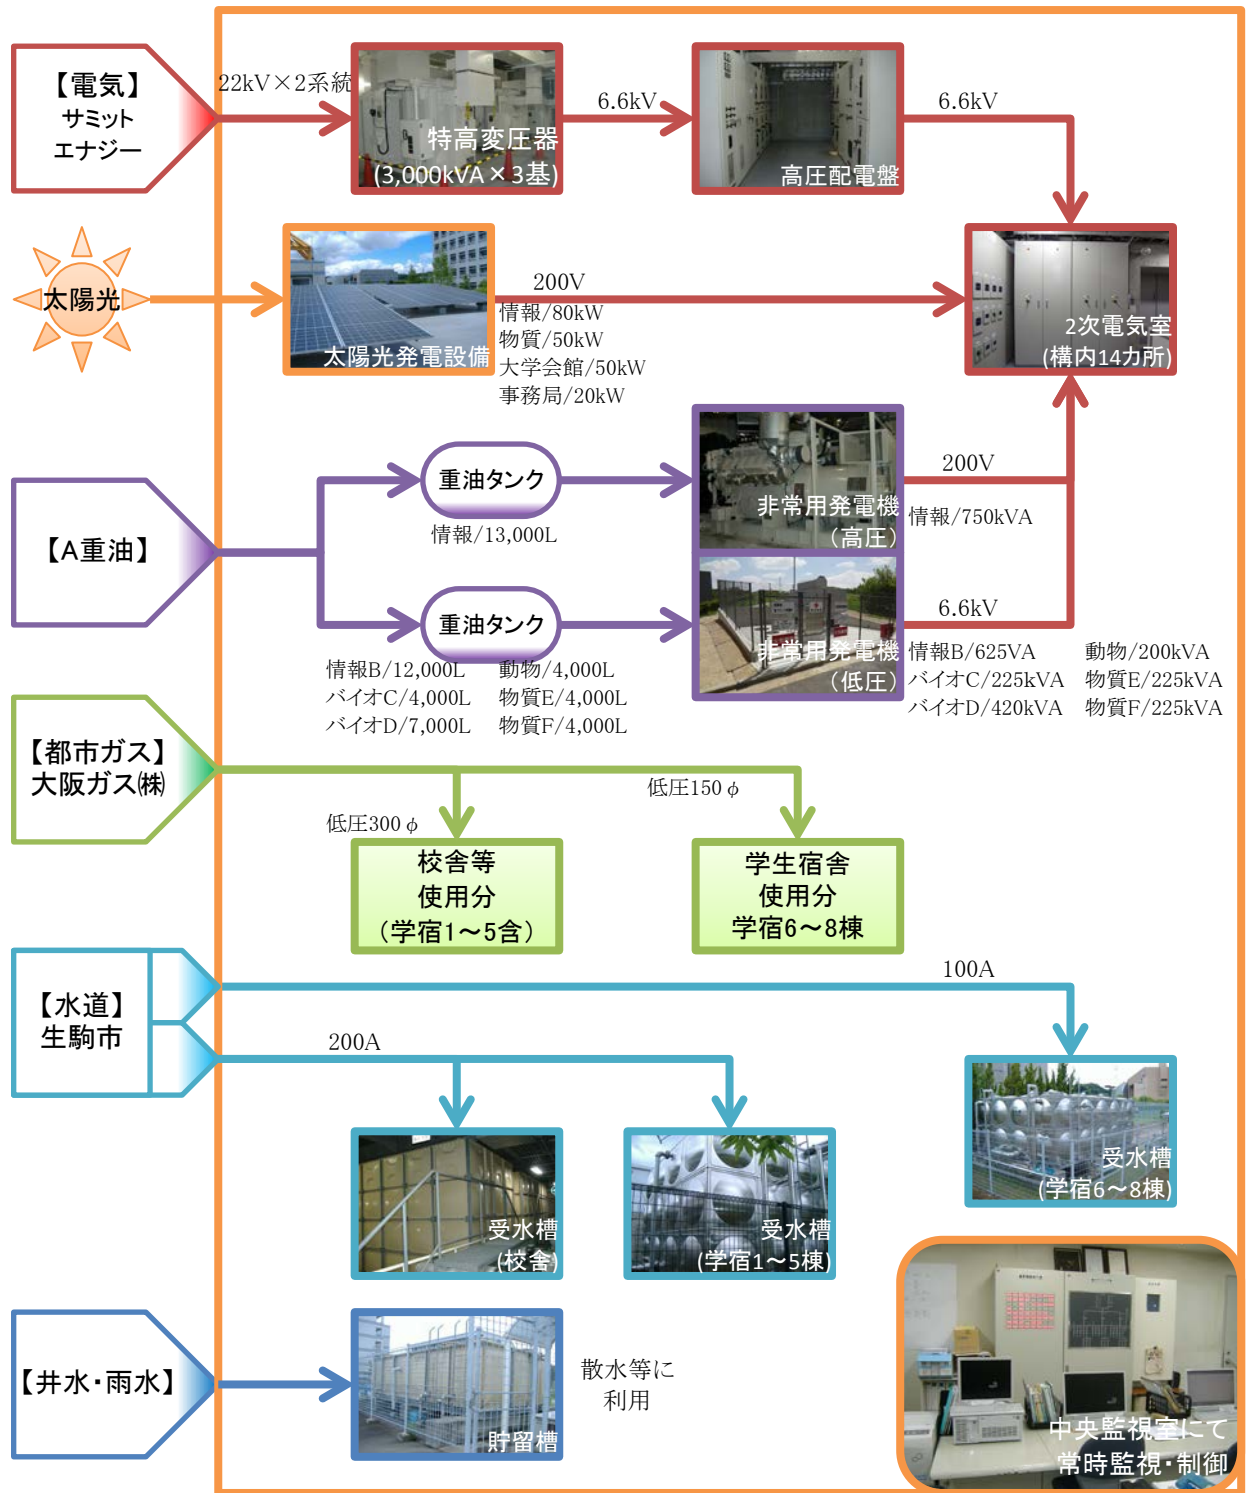 【電気】
サミット
エナジー
22kV×2系統
特高変圧器
(3,000kVA×3基)
6.6kV
高圧配電盤
6.6kV
太陽光
太陽光発電設備
200V
情報/80kW
物質/50kW
大学会館/50kW
事務局/20kW
2次電気室
(構内14カ所)
【A重油】
重油タンク
情報/13,000L
非常用発電機
（高圧）
200V
情報/750kVA
重油タンク
情報B/12,000L 動物/4,000L
バイオC/4,000L 物質E/4,000L
バイオD/7,000L 物質F/4,000L
非常用発電機
（低圧）
6.6kV
情報B/625VA 動物/200kVA
バイオC/225kVA 物質E/225kVA
バイオD/420kVA 物質F/225kVA
【都市ガス】
大阪ガス㈱
低圧300φ
低圧150φ
校舎等
使用分
（学宿1～5含）
学生宿舎
使用分
学宿6～8棟
【水道】
生駒市
100A
200A
受水槽
(校舎)
受水槽
(学宿1～5棟)
受水槽
(学宿6～8棟)
【井水・雨水】
貯留槽
散水等に
利用
中央監視室にて
常時監視・制御